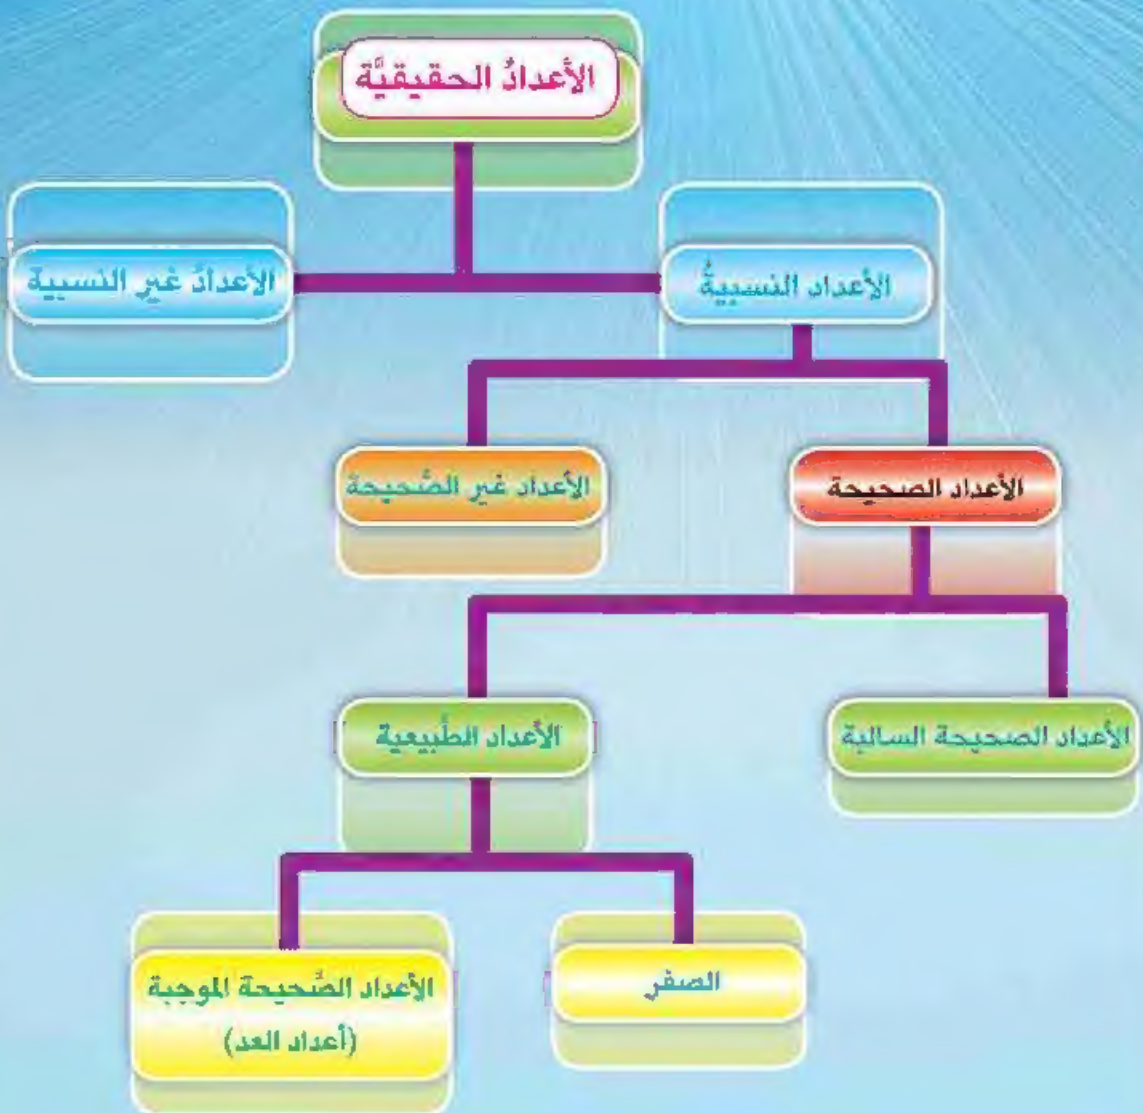 الأعدادُ الحقيقيَّة
الأعداد النسبيةُ
الأعدادُ غير النسبية
الأعداد الصحيحة
الأعداد غير الصَّحيحة
الأعداد الصحيحة السالبة
الأعداد الطَّبيعية
الصفر
الأعداد الصَّحيحة الموجبة
(أعداد العد)